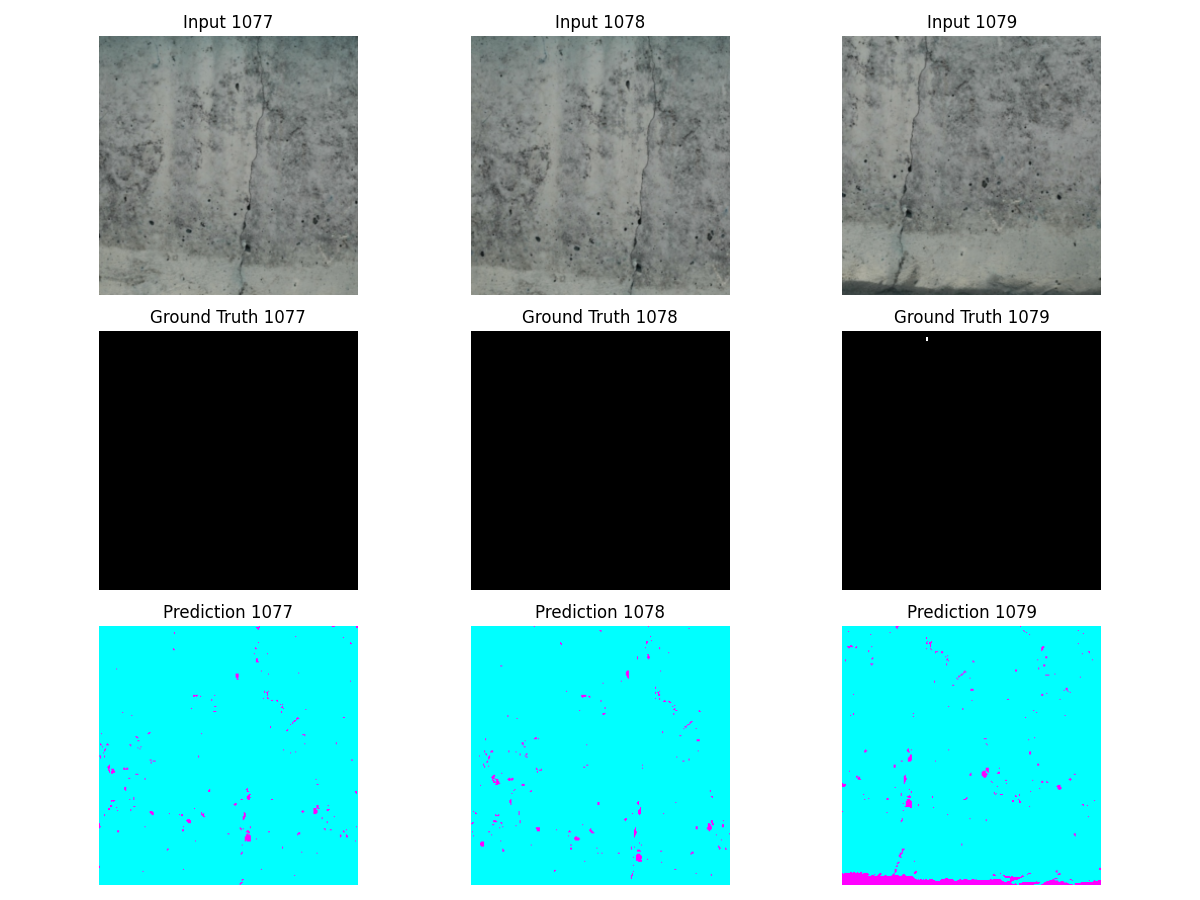 Input 1077
Input 1078
Input 1079
Ground Truth 1077
Ground Truth 1078
Ground Truth 1079
Prediction 1077
Prediction 1078
Prediction 1079